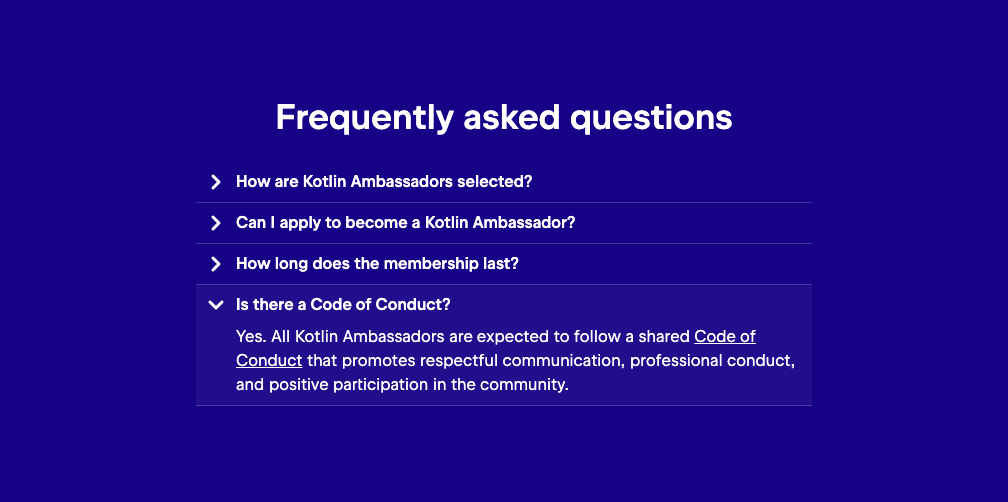 Frequently asked questions
How are Kotlin Ambassadors selected?
Can I apply to become a Kotlin Ambassador?
How long does the membership last?
Is there a Code of Conduct?
Yes. All Kotlin Ambassadors are expected to follow a shared Code of
Conduct that promotes respectful communication, professional conduct,
and positive participation in the community.